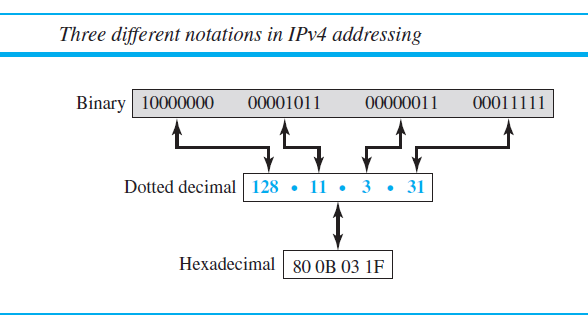 Three different notations in IPv4 addressing
Binary 10000000 00001011 00000011 00011111
Dotted decimal 128 • 11 • 3 • 31
Hexadecimal 80 0B 03 1F